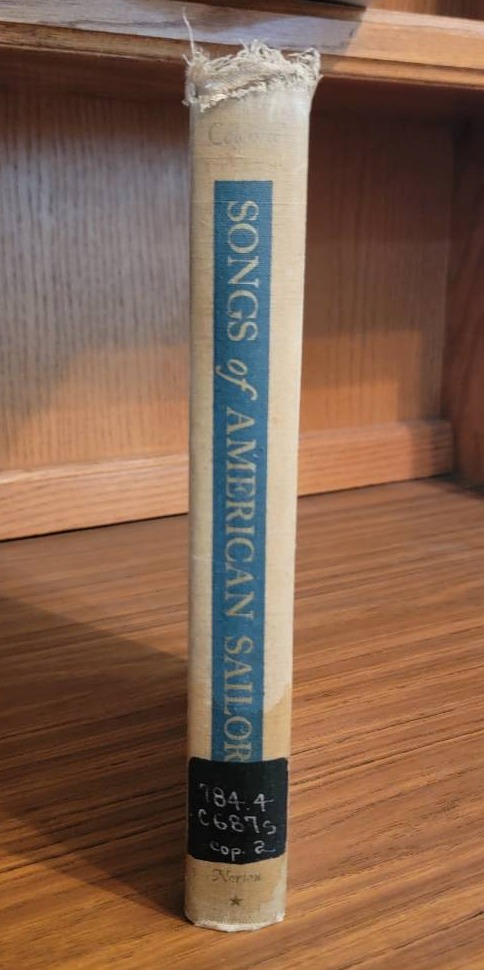 SONGS of AMERICAN SAILOR
784.4
C687s
cop. 2
Norton